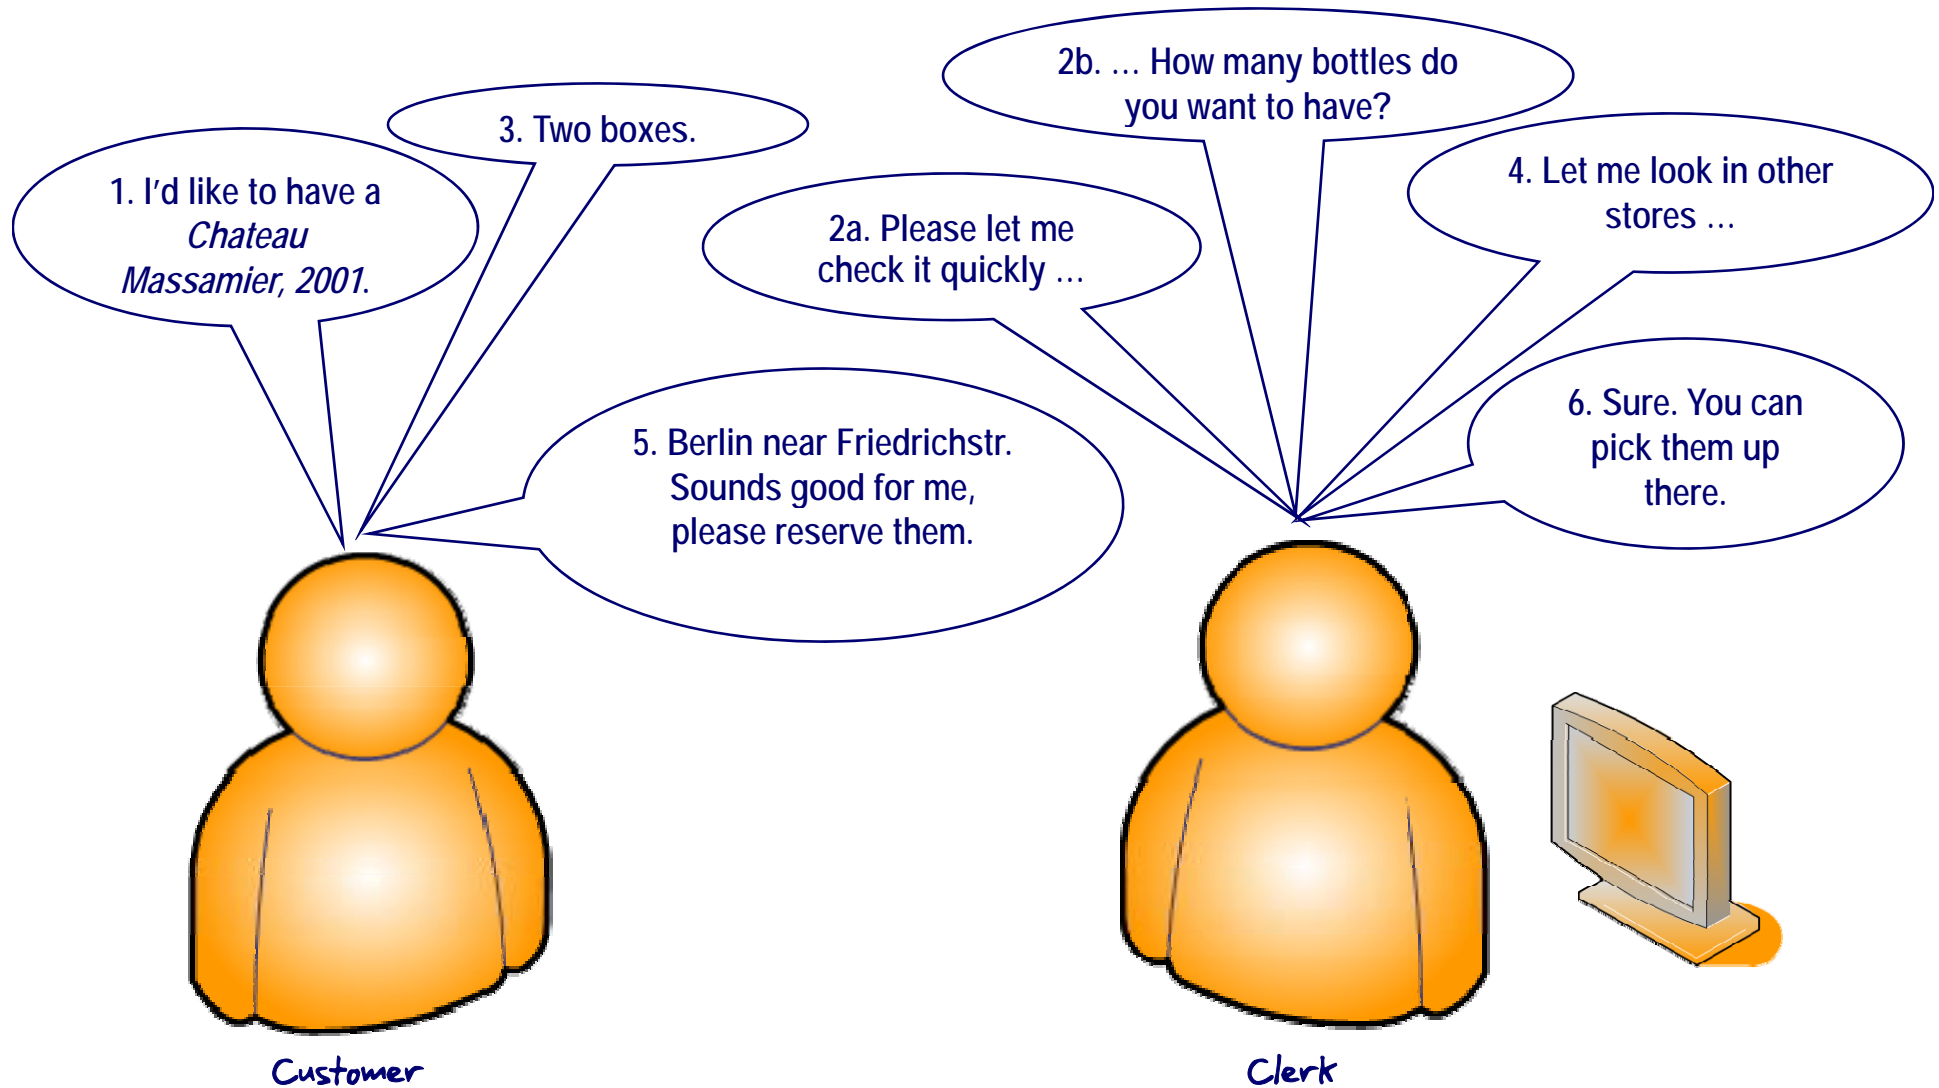 1. I'd like to have a
Chateau
Massamier, 2001.
3. Two boxes.
2a. Please let me
check it quickly …
2b. … How many bottles do
you want to have?
4. Let me look in other
stores …
5. Berlin near Friedrichstr.
Sounds good for me,
please reserve them.
6. Sure. You can
pick them up
there.
Customer
Clerk